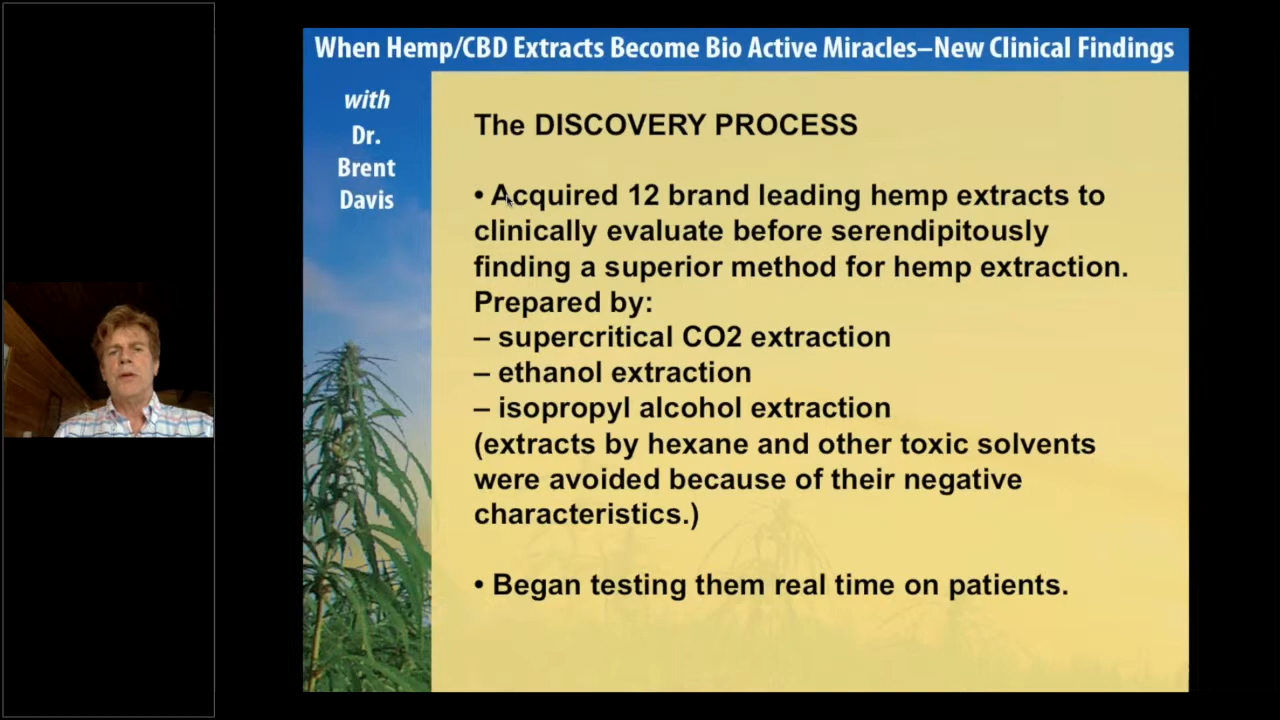 When Hemp/CBD Extracts Become Bio Active Miracles–New Clinical Findings
with
Dr.
Brent
Davis
The DISCOVERY PROCESS
• Acquired 12 brand leading hemp extracts to
clinically evaluate before serendipitously
finding a superior method for hemp extraction.
Prepared by:
– supercritical CO2 extraction
– ethanol extraction
– isopropyl alcohol extraction
(extracts by hexane and other toxic solvents
were avoided because of their negative
characteristics.)
• Began testing them real time on patients.